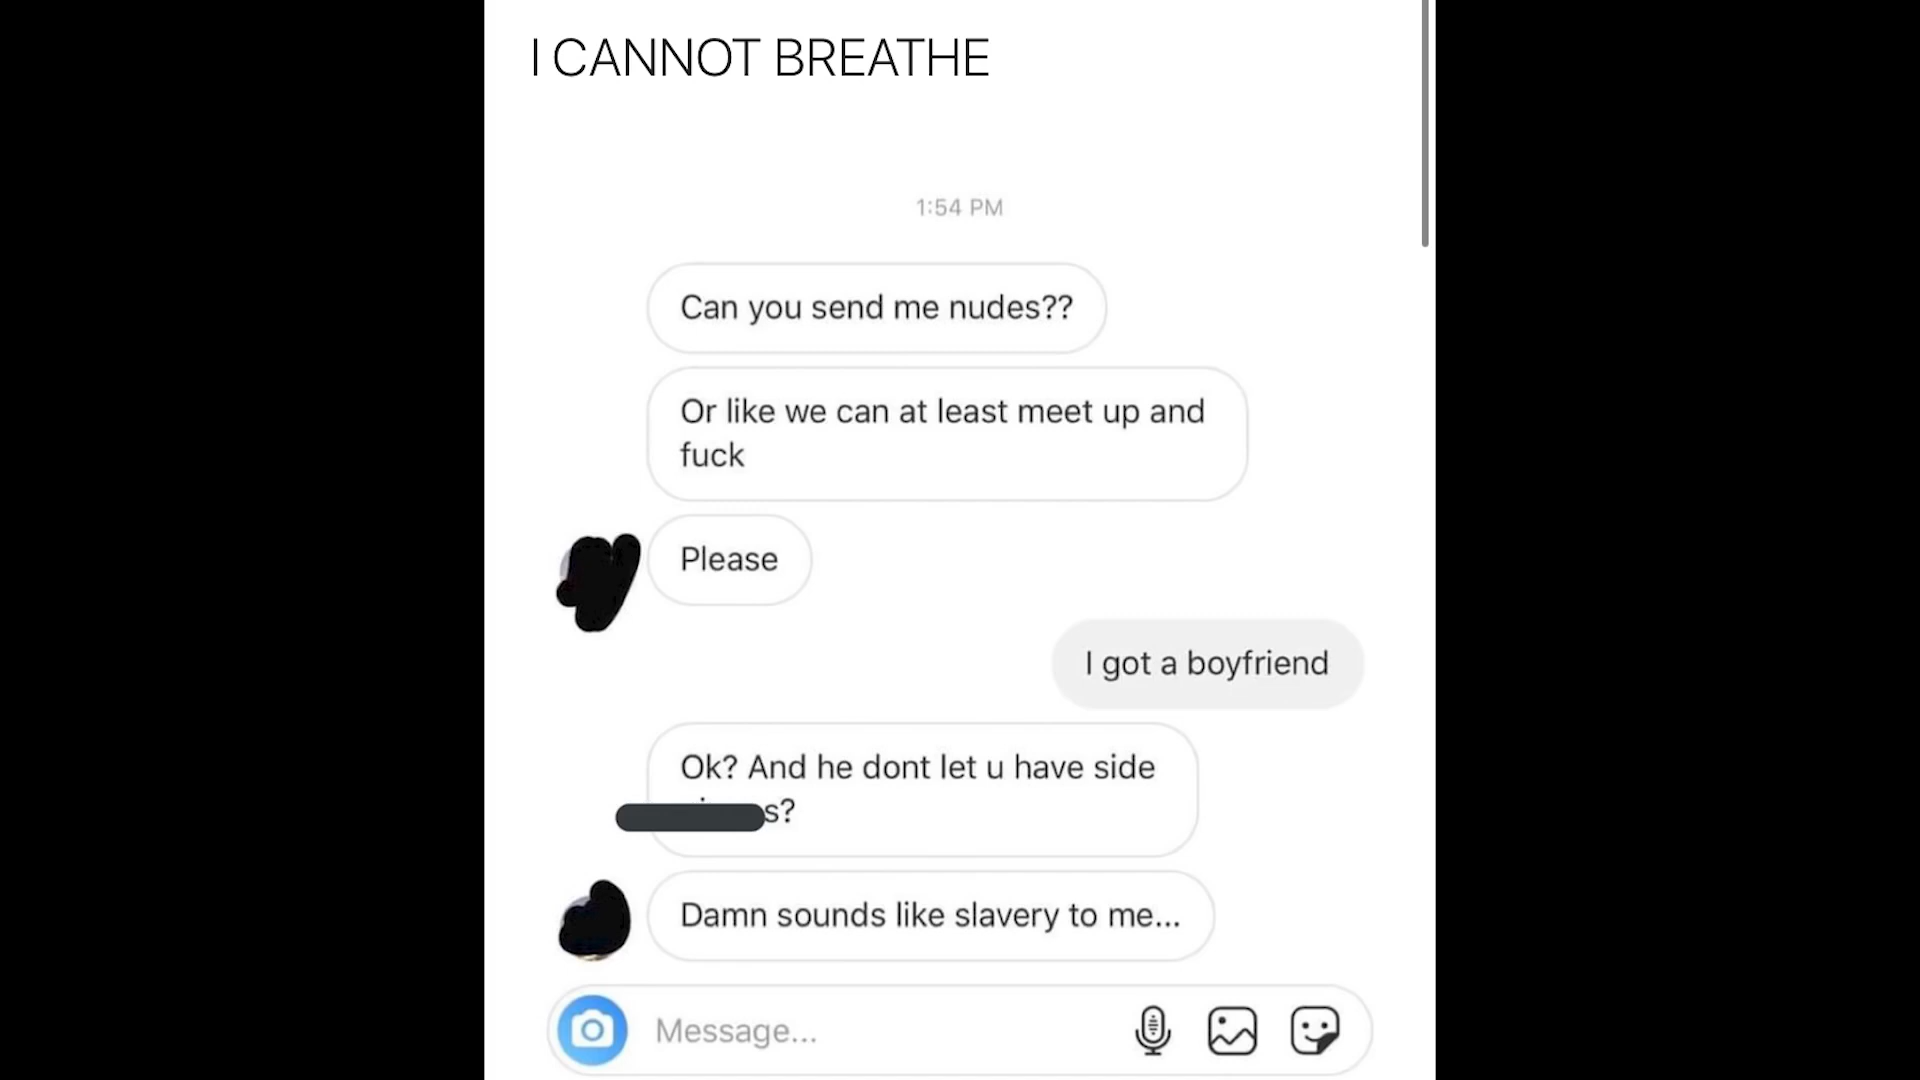 I CANNOT BREATHE
1:54 PM
Can you send me nudes??
Or like we can at least meet up and
fuck
Please
I got a boyfriend
Ok? And he dont let u have side
s?
Damn sounds like slavery to me...
Message...